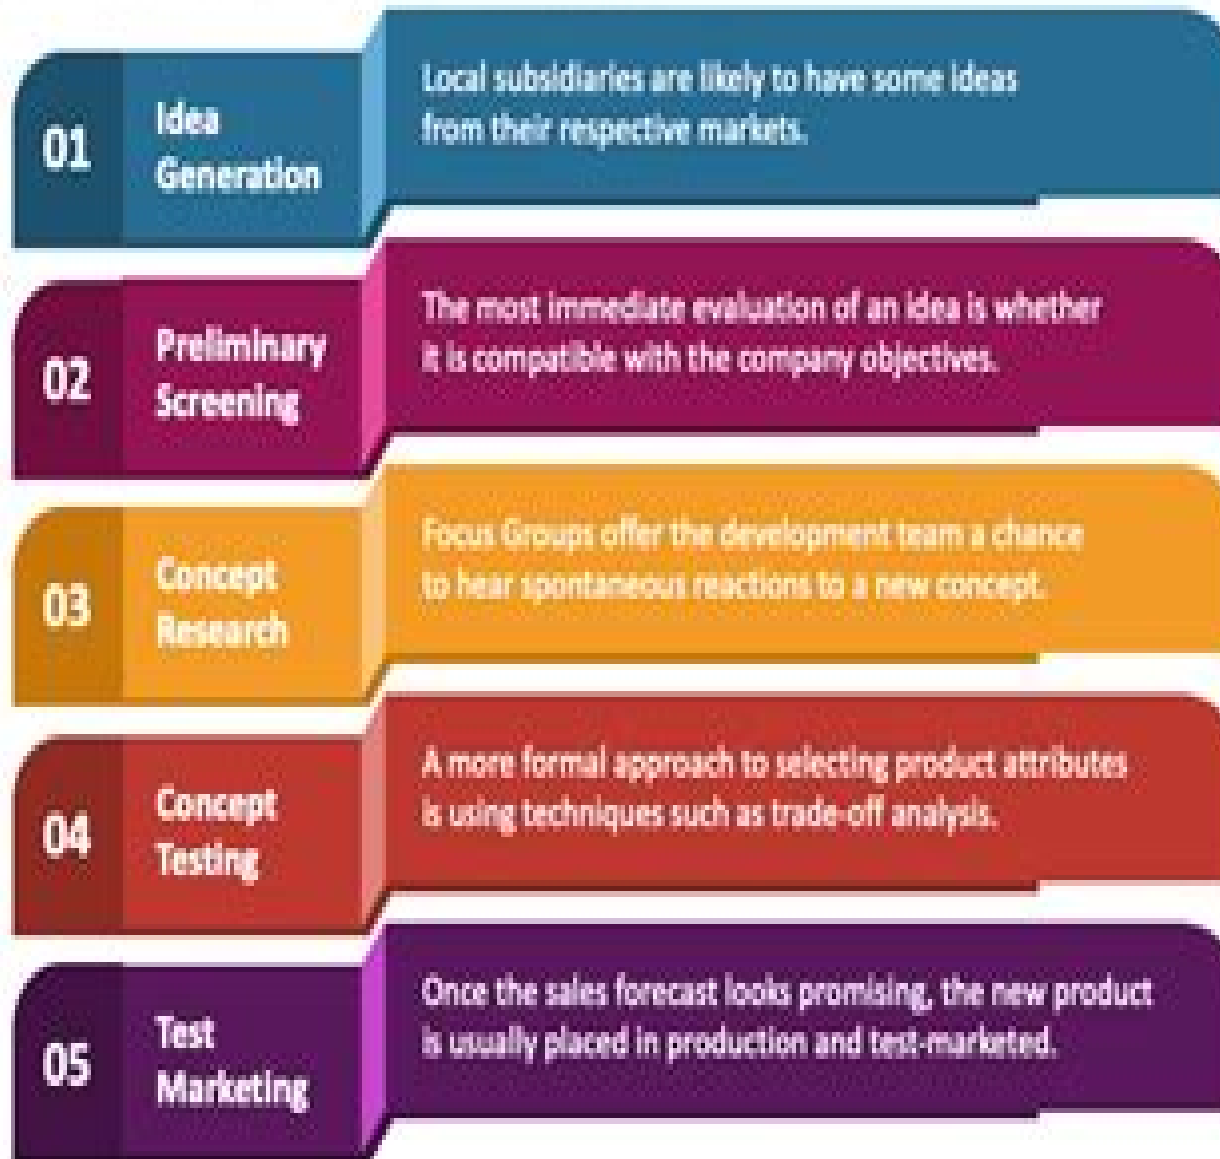 01
Idea
Generation
Local subsidiaries are likely to have some ideas
from their respective markets.
02
Preliminary
Screening
The most immediate evaluation of an idea is whether
it is compatible with the company objectives.
03
Concept
Research
Focus Groups offer the development team a chance
to hear spontaneous reactions to a new concept.
04
Concept
Testing
A more formal approach to selecting product attributes
is using techniques such as trade-off analysis.
05
Test
Marketing
Once the sales forecast looks promising, the new product
is usually placed in production and test-marketed.